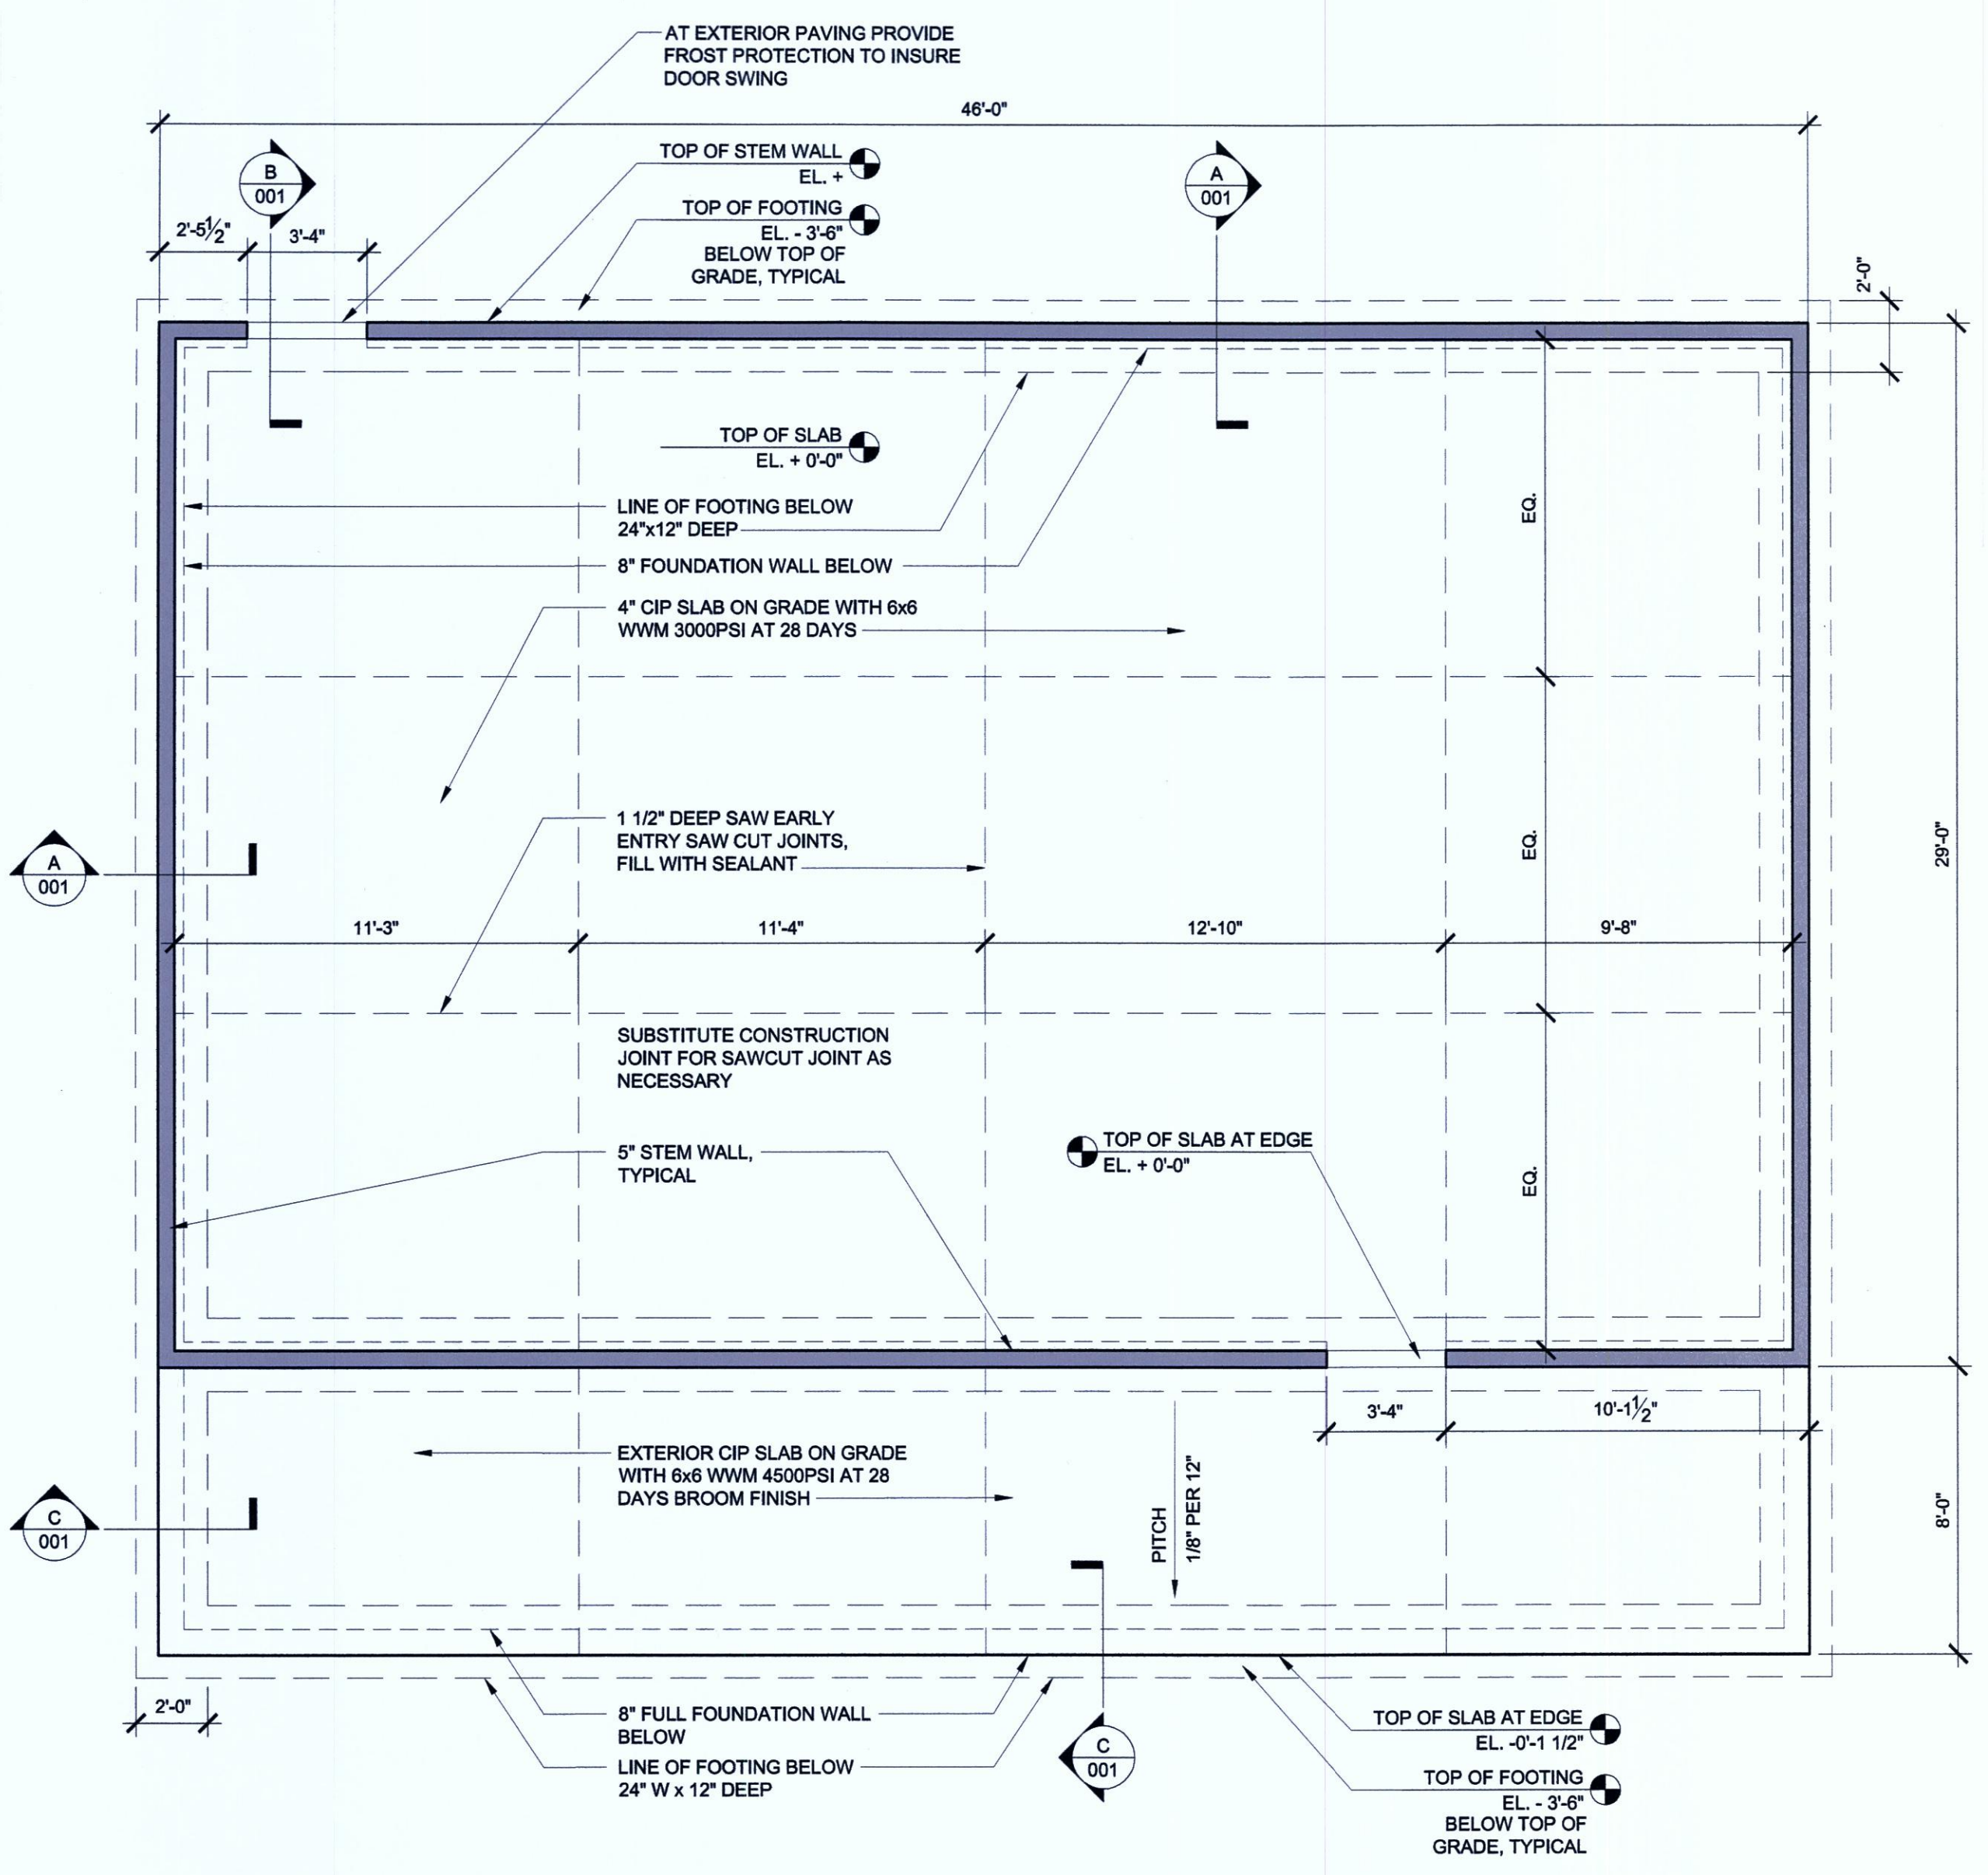 AT EXTERIOR PAVING PROVIDE
FROST PROTECTION TO INSURE
DOOR SWING
46'-0"
B
001
TOP OF STEM WALL
EL. +
A
001
TOP OF FOOTING
EL. - 3'-6"
BELOW TOP OF
GRADE, TYPICAL
2'-5½"
3'-4"
2'-0"
TOP OF SLAB
EL. + 0'-0"
LINE OF FOOTING BELOW
24"x12" DEEP
EQ.
8" FOUNDATION WALL BELOW
4" CIP SLAB ON GRADE WITH 6x6
WWM 3000PSI AT 28 DAYS
1 1/2" DEEP SAW EARLY
ENTRY SAW CUT JOINTS,
FILL WITH SEALANT
EQ.
29'-0"
A
001
11'-3"
11'-4"
12'-10"
9'-8"
SUBSTITUTE CONSTRUCTION
JOINT FOR SAWCUT JOINT AS
NECESSARY
5" STEM WALL,
TYPICAL
TOP OF SLAB AT EDGE
EL. + 0'-0"
EQ.
3'-4"
10'-1½"
EXTERIOR CIP SLAB ON GRADE
WITH 6x6 WWM 4500PSI AT 28
DAYS BROOM FINISH
PITCH
1/8" PER 12"
8'-0"
C
001
2'-0"
8" FULL FOUNDATION WALL
BELOW
LINE OF FOOTING BELOW
24" W x 12" DEEP
C
001
TOP OF SLAB AT EDGE
EL. -0'-1 1/2"
TOP OF FOOTING
EL. - 3'-6"
BELOW TOP OF
GRADE, TYPICAL